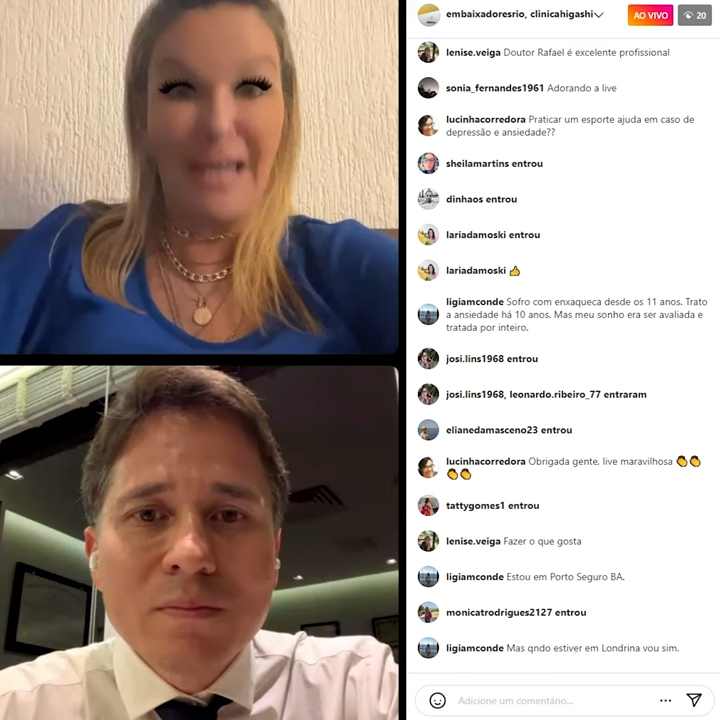 embaixadoresrio, clinicahigashi
AO VIVO
20
lenise.veiga Doutor Rafael é excelente profissional
sonia_fernandes1961 Adorando a live
lucinhacorredora Praticar um esporte ajuda em caso de
depressão e ansiedade??
sheilamartins entrou
dinhaos entrou
lariadamoski entrou
lariadamoski 👍
ligiamconde Sofro com enxaqueca desde os 11 anos. Trato
a ansiedade há 10 anos. Mas meu sonho era ser avaliada e
tratada por inteiro.
josi.lins1968 entrou
josi.lins1968, leonardo.ribeiro_77 entraram
elianedamasceno23 entrou
lucinhacorredora Obrigada gente, live maravilhosa 👏👏
👏👏
tattygomes1 entrou
lenise.veiga Fazer o que gosta
ligiamconde Estou em Porto Seguro BA.
monicatrodrigues2127 entrou
ligiamconde Mas qndo estiver em Londrina vou sim.
Adicione um comentário...